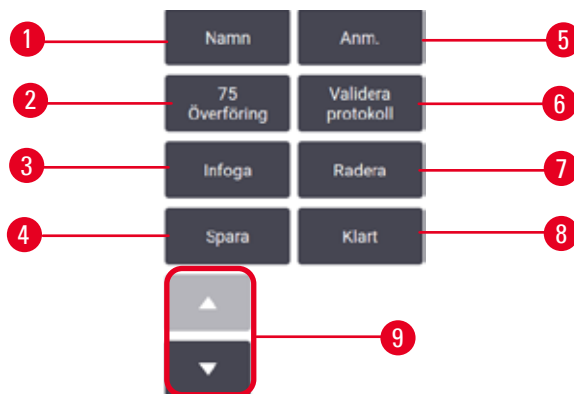 1
Namn
Anm.
5
2
75
Överföring
Validera
protokoll
6
3
Infoga
Radera
7
4
Spara
Klart
8
9